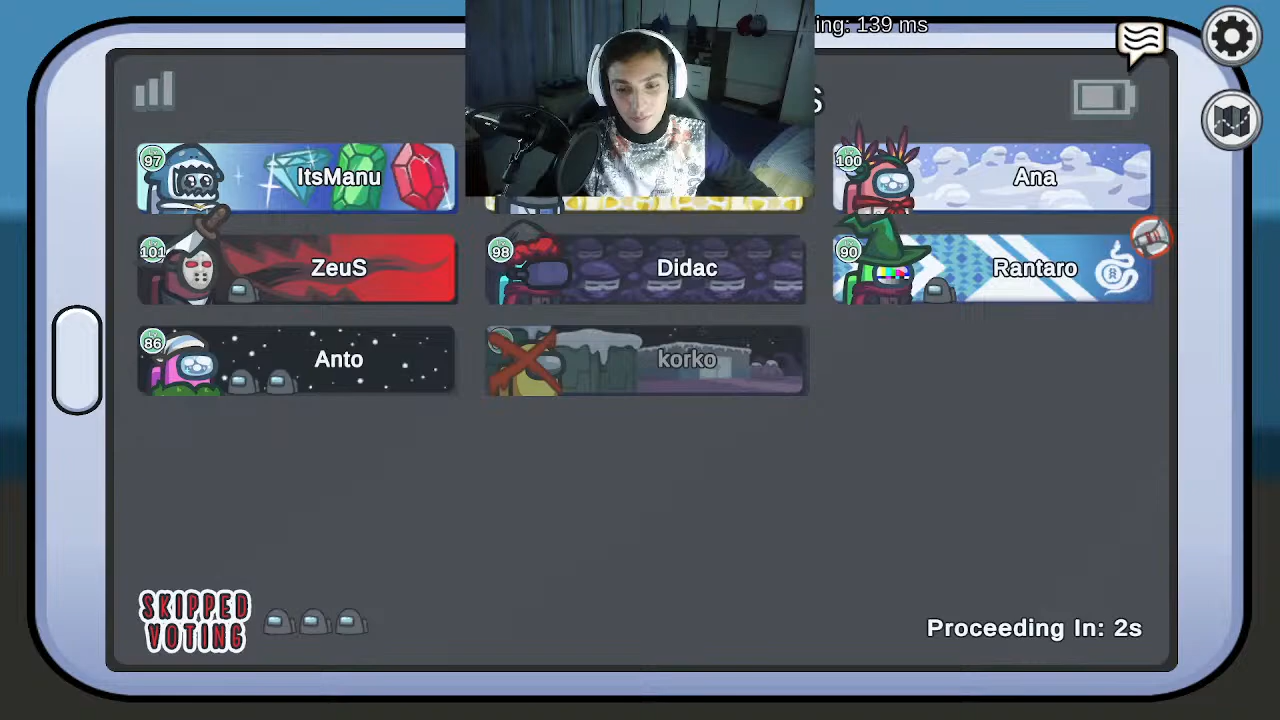 ing: 139 ms
S
97 ItsManu
100 Ana
101 ZeuS
98 Didac
90 Rantaro
R
86 Anto
korko
SKIPPED
VOTING
Proceeding In: 2s